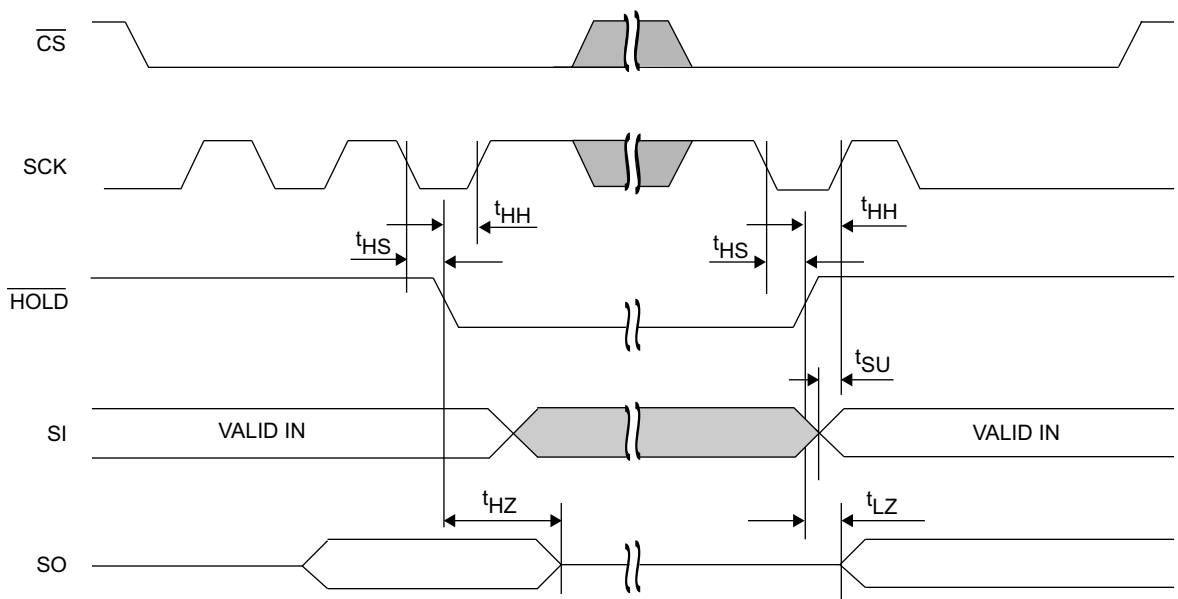 CS
SCK
tHH
tHH
tHS
tHS
HOLD
tSU
SI
VALID IN
VALID IN
tHZ
tLZ
SO